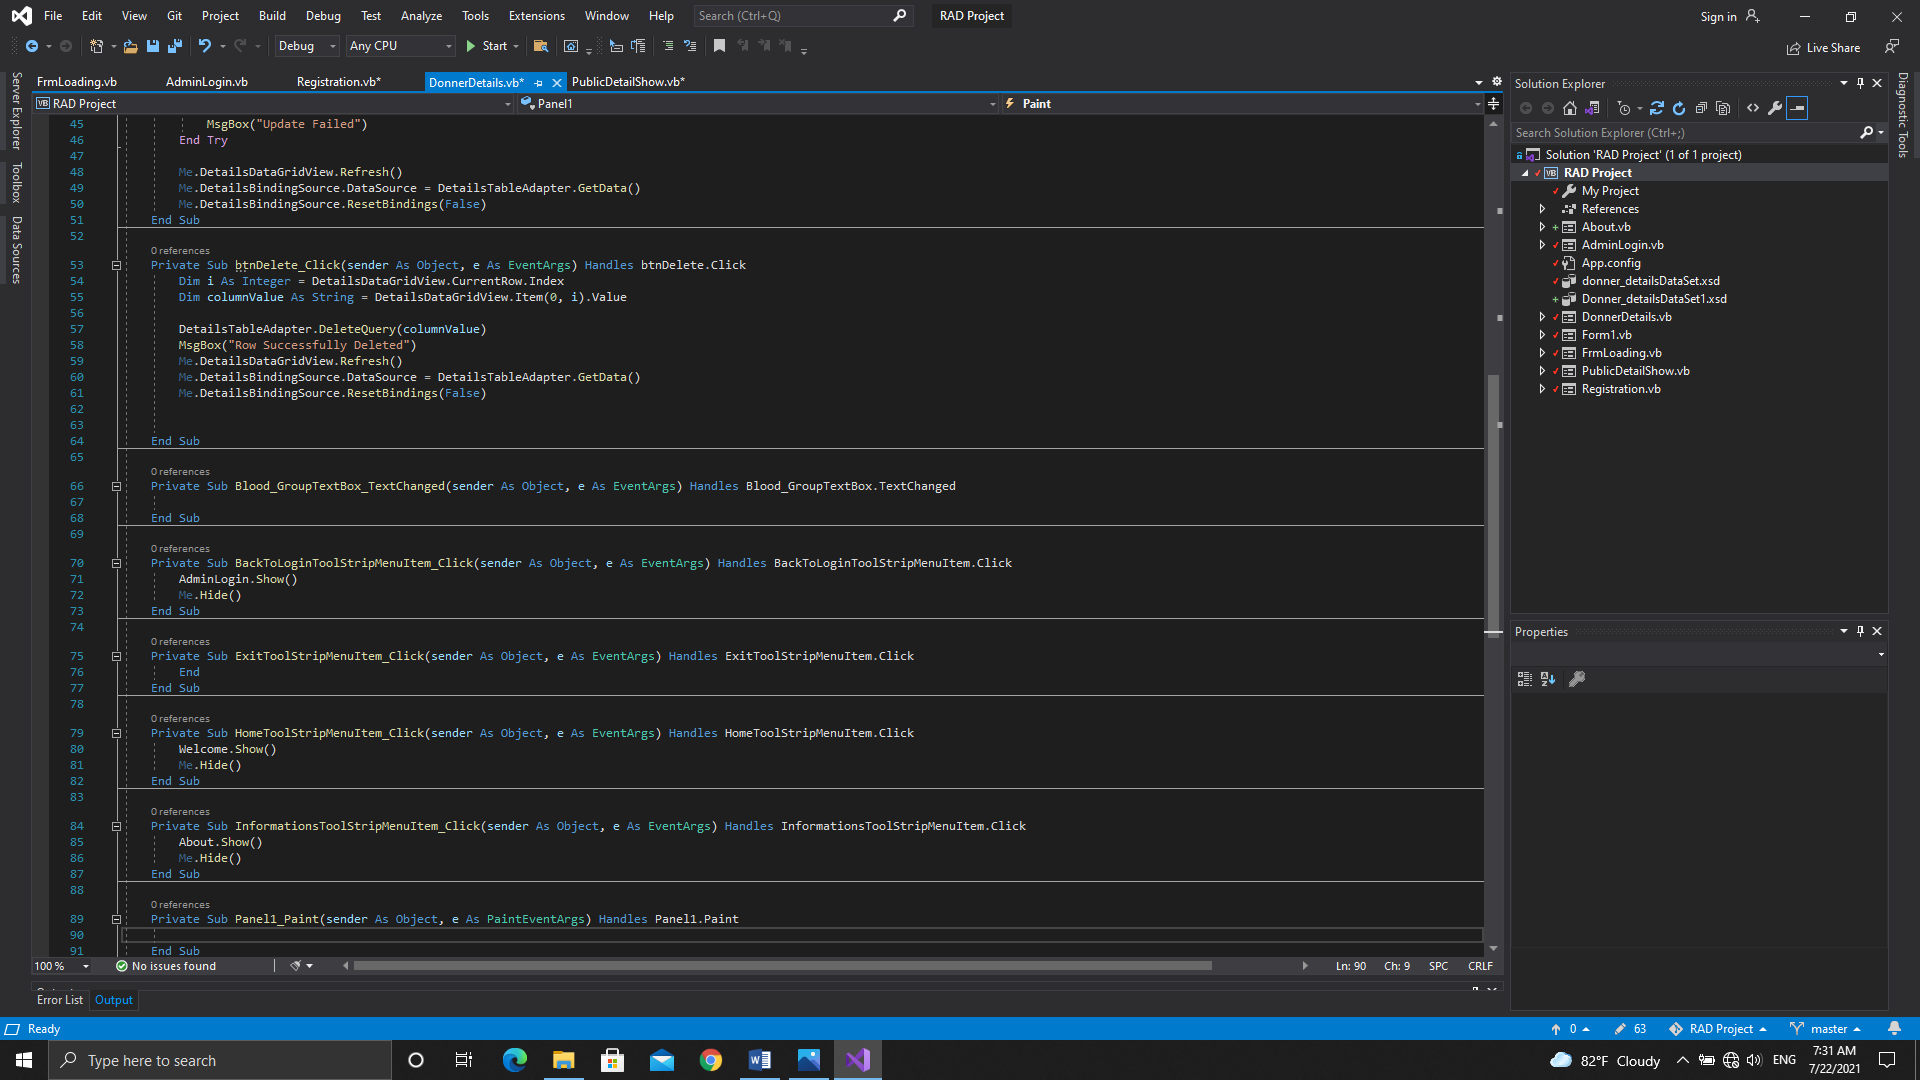 File Edit View Git Project Build Debug Test Analyze Tools Extensions Window Help Search (Ctrl+Q) RAD Project Sign in
Debug Any CPU Start Live Share
FrmLoading.vb AdminLogin.vb Registration.vb* DonnerDetails.vb* PublicDetailShow.vb*
VB RAD Project Panel1 Paint
Server Explorer
Toolbox
Data Sources
45 MsgBox("Update Failed")
46 End Try
47
48 Me.DetailsDataGridView.Refresh()
49 Me.DetailsBindingSource.DataSource = DetailsTableAdapter.GetData()
50 Me.DetailsBindingSource.ResetBindings(False)
51 End Sub
52
0 references
53 Private Sub btnDelete_Click(sender As Object, e As EventArgs) Handles btnDelete.Click
54 Dim i As Integer = DetailsDataGridView.CurrentRow.Index
55 Dim columnValue As String = DetailsDataGridView.Item(0, i).Value
56
57 DetailsTableAdapter.DeleteQuery(columnValue)
58 MsgBox("Row Successfully Deleted")
59 Me.DetailsDataGridView.Refresh()
60 Me.DetailsBindingSource.DataSource = DetailsTableAdapter.GetData()
61 Me.DetailsBindingSource.ResetBindings(False)
62
63
64 End Sub
65
0 references
66 Private Sub Blood_GroupTextBox_TextChanged(sender As Object, e As EventArgs) Handles Blood_GroupTextBox.TextChanged
67
68 End Sub
69
0 references
70 Private Sub BackToLoginToolStripMenuItem_Click(sender As Object, e As EventArgs) Handles BackToLoginToolStripMenuItem.Click
71 AdminLogin.Show()
72 Me.Hide()
73 End Sub
74
0 references
75 Private Sub ExitToolStripMenuItem_Click(sender As Object, e As EventArgs) Handles ExitToolStripMenuItem.Click
76 End
77 End Sub
78
0 references
79 Private Sub HomeToolStripMenuItem_Click(sender As Object, e As EventArgs) Handles HomeToolStripMenuItem.Click
80 Welcome.Show()
81 Me.Hide()
82 End Sub
83
0 references
84 Private Sub InformationsToolStripMenuItem_Click(sender As Object, e As EventArgs) Handles InformationsToolStripMenuItem.Click
85 About.Show()
86 Me.Hide()
87 End Sub
88
0 references
89 Private Sub Panel1_Paint(sender As Object, e As PaintEventArgs) Handles Panel1.Paint
90
91 End Sub
100 % No issues found Ln: 90 Ch: 9 SPC CRLF
Error List Output
Solution Explorer
Search Solution Explorer (Ctrl+;)
Solution 'RAD Project' (1 of 1 project)
VB RAD Project
My Project
References
About.vb
AdminLogin.vb
App.config
donner_detailsDataSet.xsd
Donner_detailsDataSet1.xsd
DonnerDetails.vb
Form1.vb
FrmLoading.vb
PublicDetailShow.vb
Registration.vb
Properties
Diagnostic Tools
Ready 0 63 RAD Project master
Type here to search 82°F Cloudy ENG 7:31 AM
7/22/2021